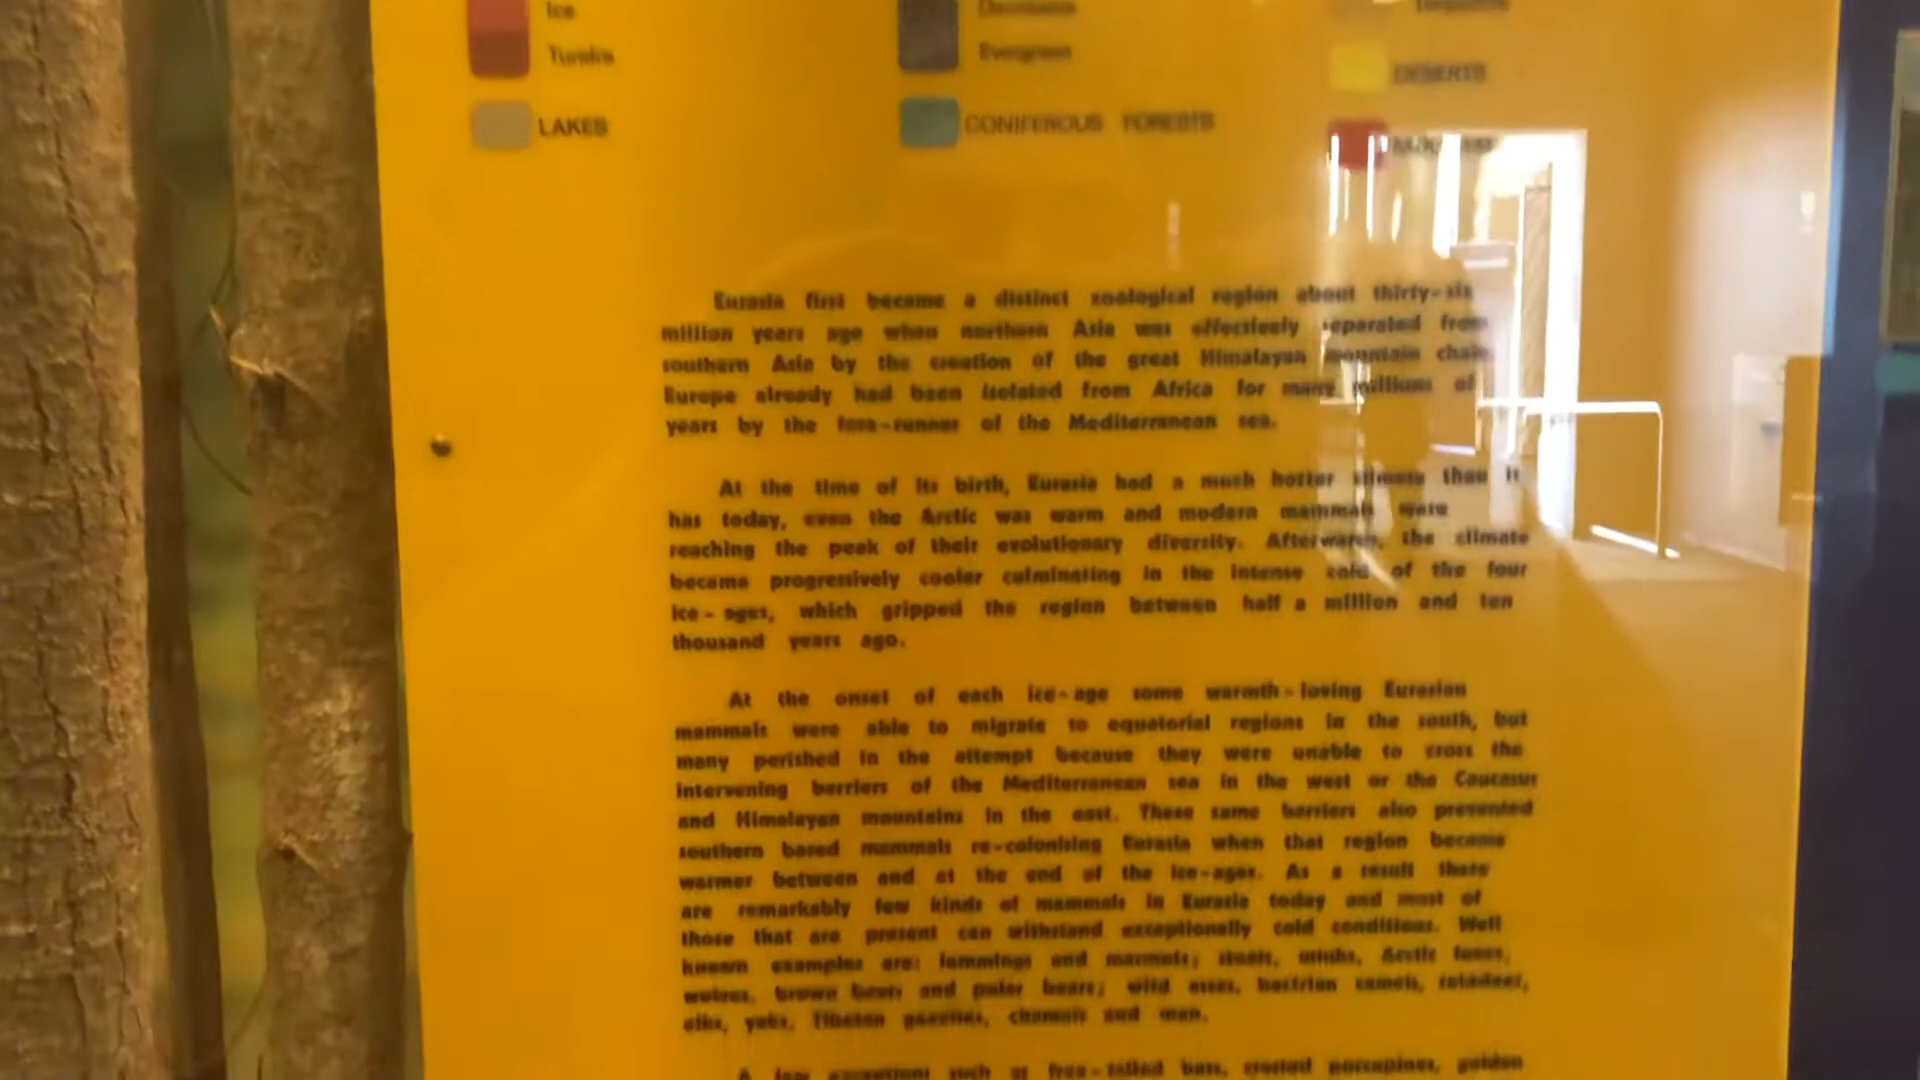 Ice
Tundra
LAKES
Deciduous
Evergreen
CONIFEROUS FORESTS
DESERTS
Eurasia first became a distinct zoological region about thirty-six
million years ago when northern Asia was effectively separated from
southern Asia by the creation of the great Himalayan mountain chain.
Europe already had been isolated from Africa for many millions of
years by the fore-runner of the Mediterranean sea.
At the time of its birth, Eurasia had a much hotter climate than it
has today, even the Arctic was warm and modern mammals were
reaching the peak of their evolutionary diversity. Afterwards, the climate
became progressively cooler culminating in the intense cold of the four
ice-ages, which gripped the region between half a million and ten
thousand years ago.
At the onset of each ice-age some warmth-loving Eurasian
mammals were able to migrate to equatorial regions in the south, but
many perished in the attempt because they were unable to cross the
intervening barriers of the Mediterranean sea in the west or the Caucasus
and Himalayan mountains in the east. These same barriers also prevented
southern based mammals re-colonising Eurasia when that region became
warmer between and at the end of the ice-ages. As a result there
are remarkably few kinds of mammals in Eurasia today and most of
those that are present can withstand exceptionally cold conditions. Well
known examples are: lemmings and marmots; stoats, minks, Arctic foxes,
wolves, brown bears and polar bears; wild asses, bactrian camels, reindeer,
elks, yaks, Tibetan gazelles, chamois and man.
A few exceptions such as free-tailed bats, crested porcupines, golden